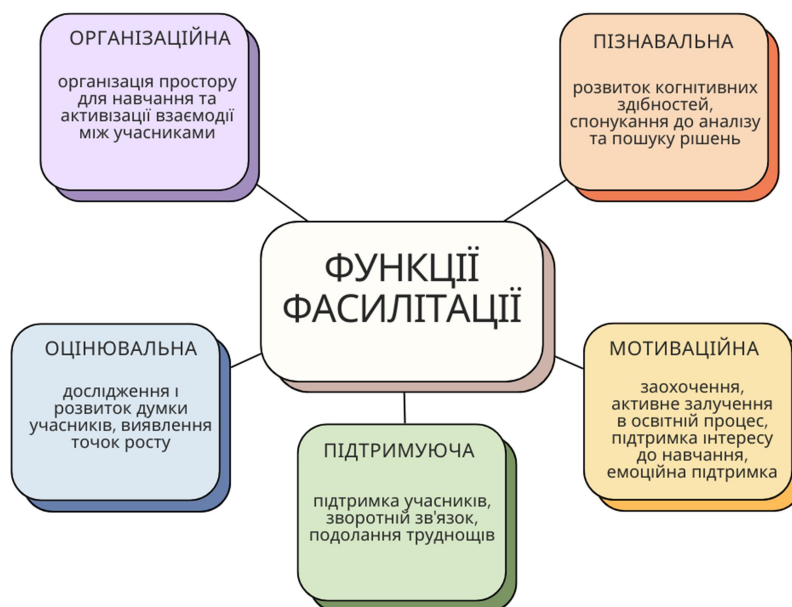 ОРГАНІЗАЦІЙНА
організація простору
для навчання та
активізації взаємодії
між учасниками
ПІЗНАВАЛЬНА
розвиток когнітивних
здібностей,
спонукання до аналізу
та пошуку рішень
ФУНКЦІЇ
ФАСИЛІТАЦІЇ
ОЦІНЮВАЛЬНА
дослідження і
розвиток думки
учасників, виявлення
точок росту
МОТИВАЦІЙНА
заохочення,
активне залучення
в освітній процес,
підтримка інтересу
до навчання,
емоційна підтримка
ПІДТРИМУЮЧА
підтримка учасників,
зворотній зв'язок,
подолання труднощів